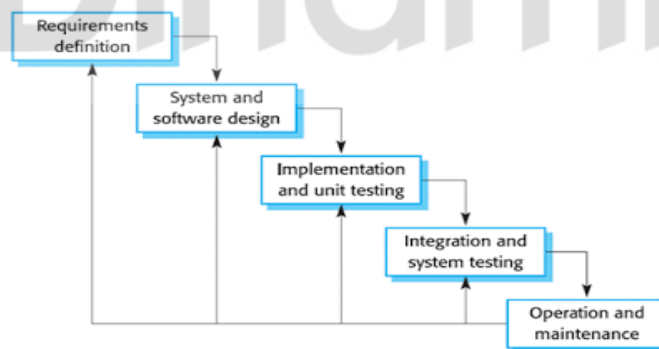 Requirements
definition
System and
software design
Implementation
and unit testing
Integration and
system testing
Operation and
maintenance